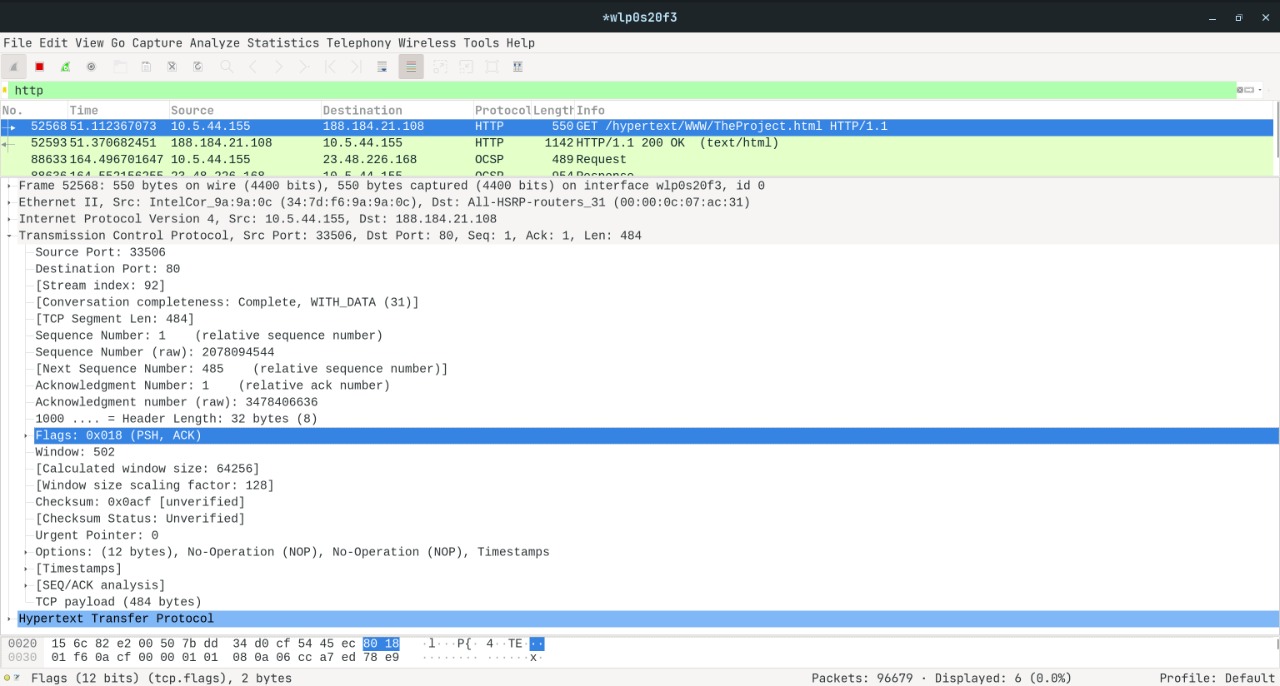 *wlp0s20f3
File Edit View Go Capture Analyze Statistics Telephony Wireless Tools Help
http
No. Time Source Destination Protocol Length Info
52568 51.112367073 10.5.44.155 188.184.21.108 HTTP 550 GET /hypertext/WWW/TheProject.html HTTP/1.1
52593 51.370682451 188.184.21.108 10.5.44.155 HTTP 1142 HTTP/1.1 200 OK (text/html)
88633 164.496701647 10.5.44.155 23.48.226.168 OCSP 489 Request
23.48.226.168 10.5.44.155 OCSP 954 Response
Frame 52568: 550 bytes on wire (4400 bits), 550 bytes captured (4400 bits) on interface wlp0s20f3, id 0
Ethernet II, Src: IntelCor_9a:9a:0c (34:7d:f6:9a:9a:0c), Dst: All-HSRP-routers_31 (00:00:0c:07:ac:31)
Internet Protocol Version 4, Src: 10.5.44.155, Dst: 188.184.21.108
Transmission Control Protocol, Src Port: 33506, Dst Port: 80, Seq: 1, Ack: 1, Len: 484
Source Port: 33506
Destination Port: 80
[Stream index: 92]
[Conversation completeness: Complete, WITH_DATA (31)]
[TCP Segment Len: 484]
Sequence Number: 1 (relative sequence number)
Sequence Number (raw): 2078094544
[Next Sequence Number: 485 (relative sequence number)]
Acknowledgment Number: 1 (relative ack number)
Acknowledgment number (raw): 3478406636
1000 .... = Header Length: 32 bytes (8)
Flags: 0x018 (PSH, ACK)
Window: 502
[Calculated window size: 64256]
[Window size scaling factor: 128]
Checksum: 0x0acf [unverified]
[Checksum Status: Unverified]
Urgent Pointer: 0
Options: (12 bytes), No-Operation (NOP), No-Operation (NOP), Timestamps
[Timestamps]
[SEQ/ACK analysis]
TCP payload (484 bytes)
Hypertext Transfer Protocol
0020 15 6c 82 e2 00 50 7b dd 34 d0 cf 54 45 ec 80 18 ·l···P{· 4··TE···
0030 01 f6 0a cf 00 00 01 01 08 0a 06 cc a7 ed 78 e9 ········ ······x·
Flags (12 bits) (tcp.flags), 2 bytes Packets: 96679 · Displayed: 6 (0.0%) Profile: Default